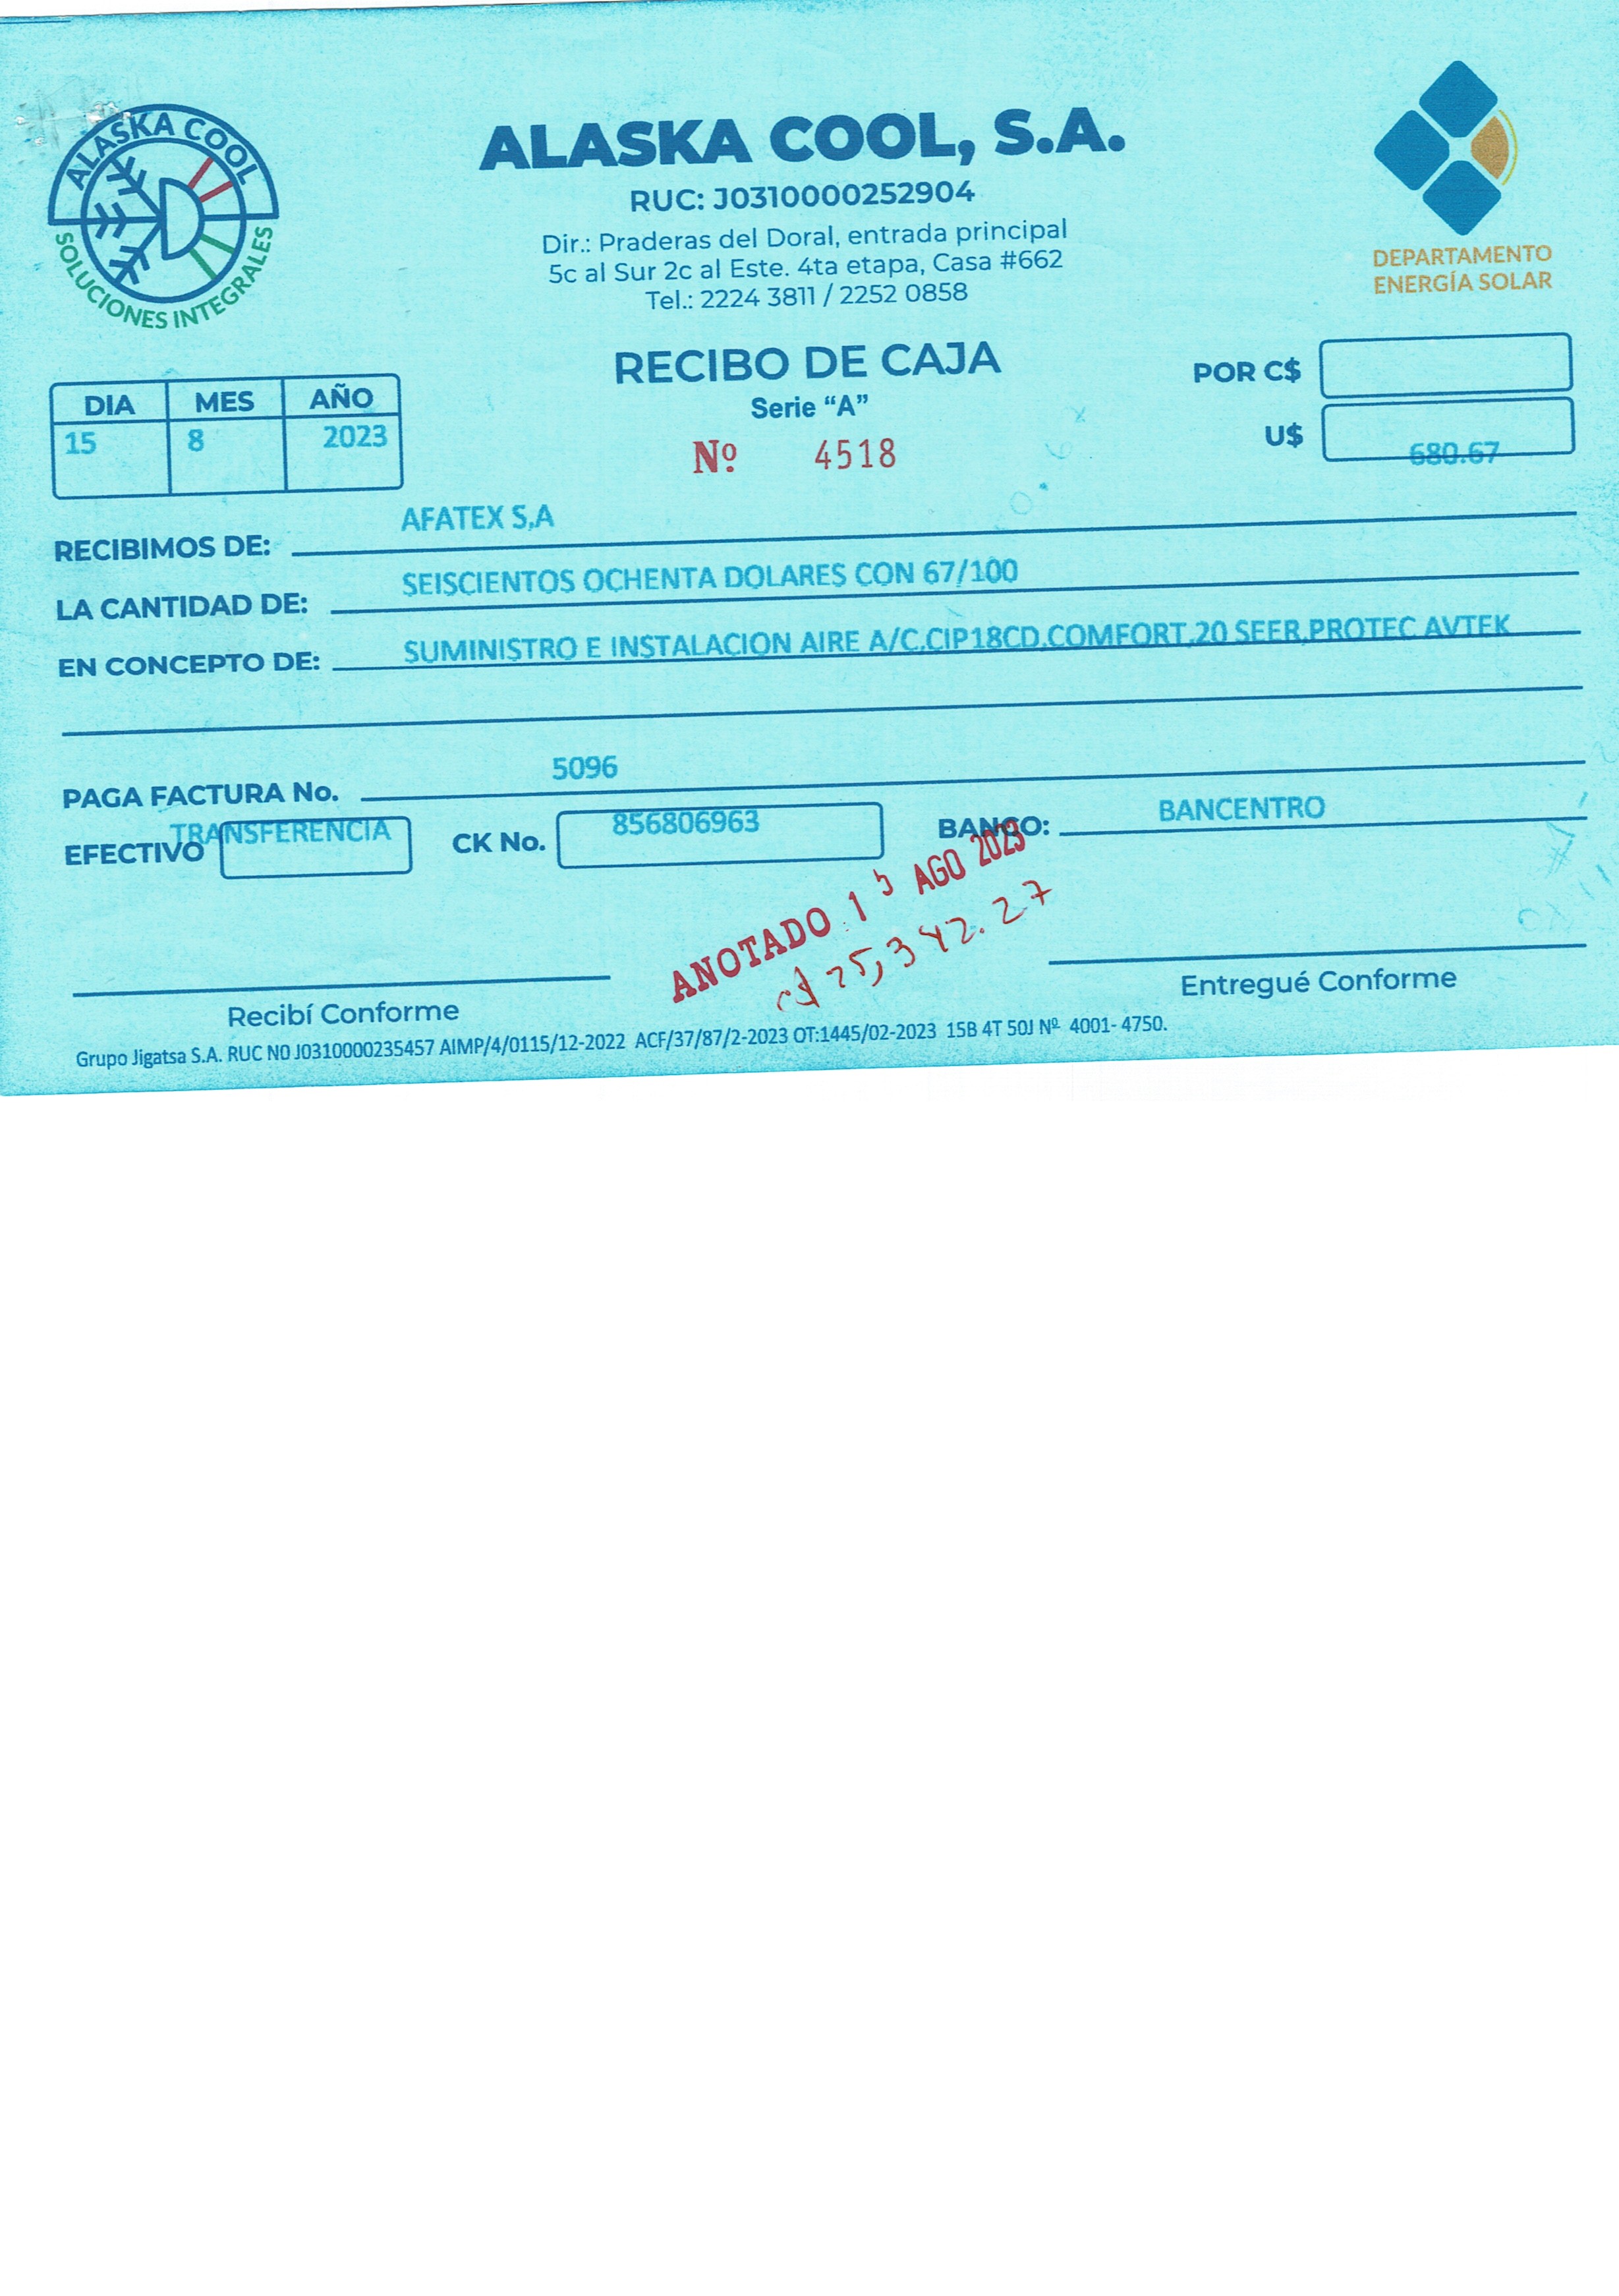 ALASKA COOL
SOLUCIONES INTEGRALES
ALASKA COOL, S.A.
RUC: J0310000252904
Dir.: Praderas del Doral, entrada principal
5c al Sur 2c al Este. 4ta etapa, Casa #662
Tel.: 2224 3811 / 2252 0858
DEPARTAMENTO
ENERGÍA SOLAR
RECIBO DE CAJA
Serie “A”
Nº 4518
DIA MES AÑO
15 8 2023
POR C$
U$ 680.67
RECIBIMOS DE: AFATEX S,A
LA CANTIDAD DE: SEISCIENTOS OCHENTA DOLARES CON 67/100
EN CONCEPTO DE: SUMINISTRO E INSTALACION AIRE A/C,CIP18CD,COMFORT,20 SEER,PROTEC AVTEK
PAGA FACTURA No. 5096
EFECTIVO TRANSFERENCIA CK No. 856806963 BANCO: BANCENTRO
ANOTADO 15 AGO 2023
C$ 25,342.27
Recibí Conforme
Entregué Conforme
Grupo Jigatsa S.A. RUC N0 J0310000235457 AIMP/4/0115/12-2022 ACF/37/87/2-2023 OT:1445/02-2023 15B 4T 50J Nº 4001- 4750.